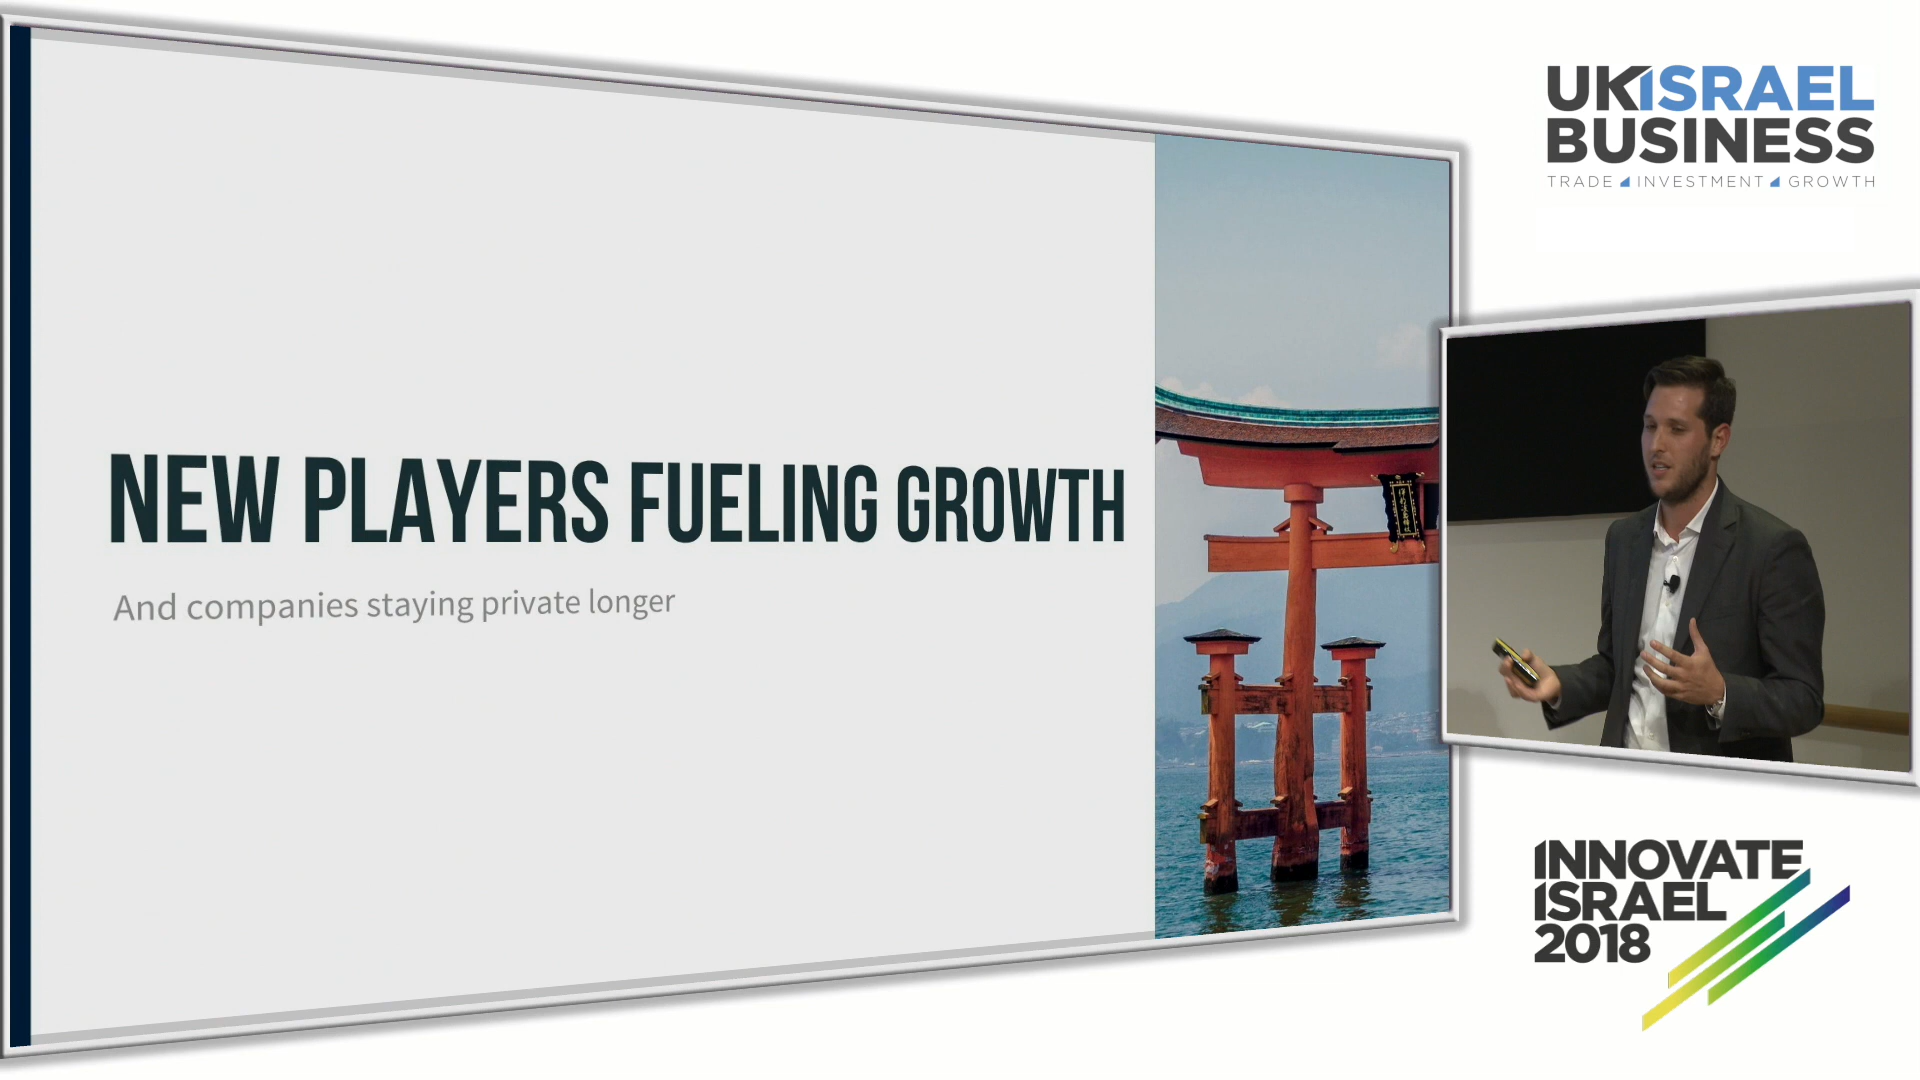 NEW PLAYERS FUELING GROWTH
And companies staying private longer
UKISRAEL
BUSINESS
TRADE INVESTMENT GROWTH
INNOVATE
ISRAEL
2018